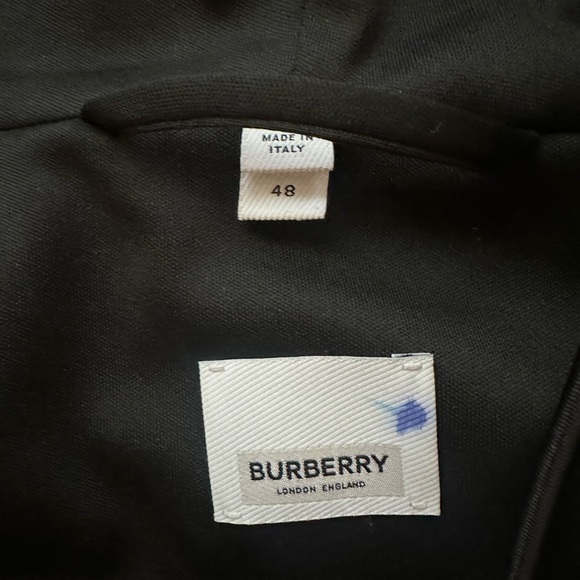 MADE IN
ITALY
48
BURBERRY
LONDON ENGLAND